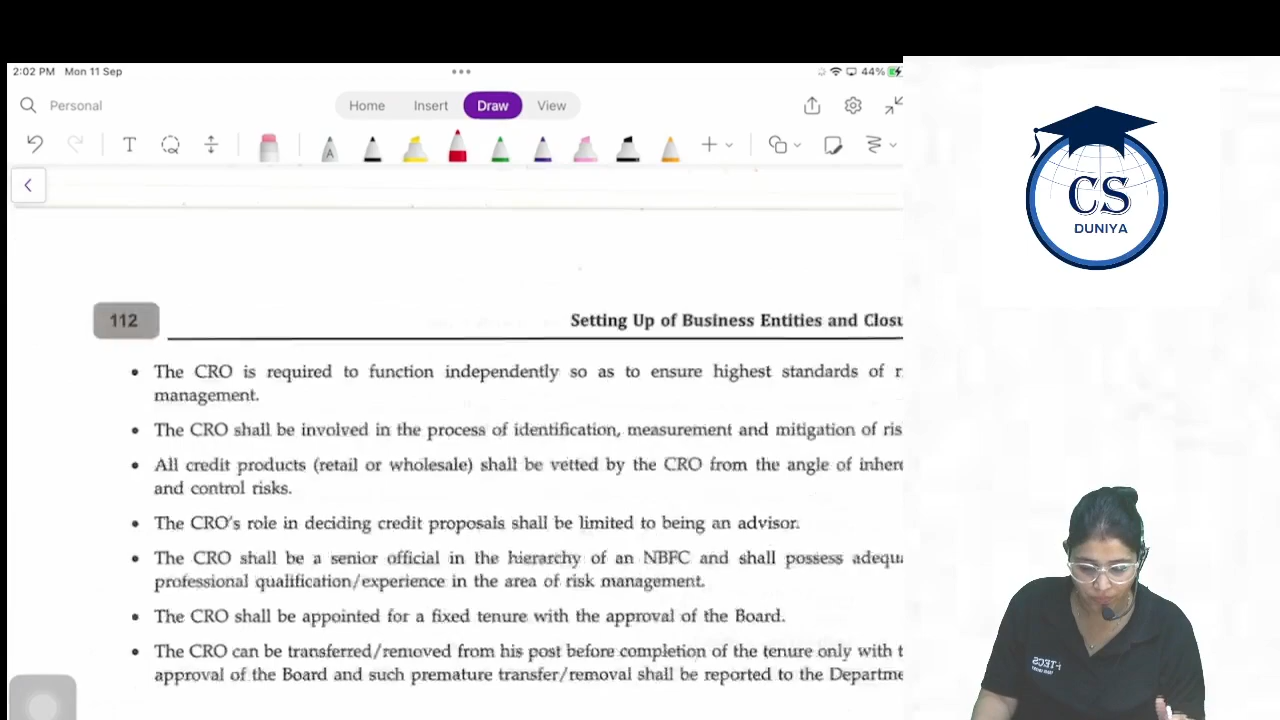 2:02 PM Mon 11 Sep
44%
Personal
Home Insert Draw View
T
A
CS
DUNIYA
112
Setting Up of Business Entities and Closu
• The CRO is required to function independently so as to ensure highest standards of r
management.
• The CRO shall be involved in the process of identification, measurement and mitigation of ris
• All credit products (retail or wholesale) shall be vetted by the CRO from the angle of inhere
and control risks.
• The CRO's role in deciding credit proposals shall be limited to being an advisor.
• The CRO shall be a senior official in the hierarchy of an NBFC and shall possess adequa
professional qualification/experience in the area of risk management.
• The CRO shall be appointed for a fixed tenure with the approval of the Board.
• The CRO can be transferred/removed from his post before completion of the tenure only with t
approval of the Board and such premature transfer/removal shall be reported to the Departme
i-TECS